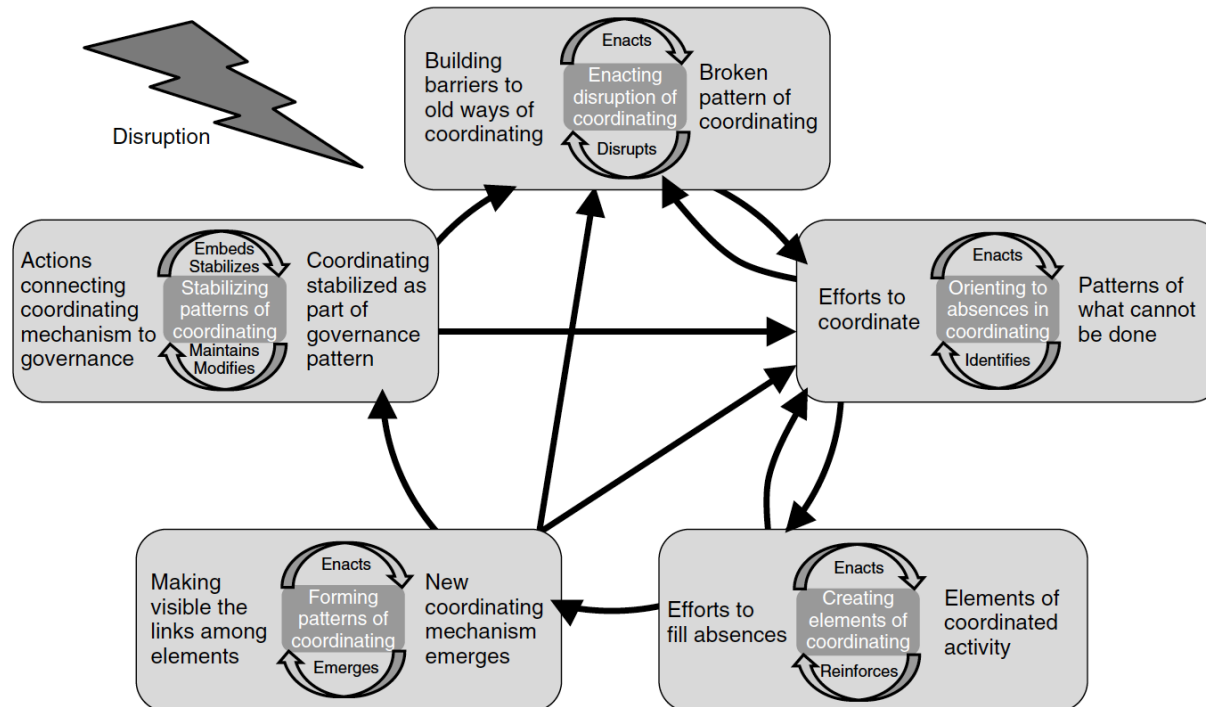 Disruption
Building
barriers to
old ways of
coordinating
Enacts
Enacting
disruption of
coordinating
Disrupts
Broken
pattern of
coordinating
Actions
connecting
coordinating
mechanism to
governance
Embeds
Stabilizes
Stabilizing
patterns of
coordinating
Maintains
Modifies
Coordinating
stabilized as
part of
governance
pattern
Efforts to
coordinate
Enacts
Orienting to
absences in
coordinating
Identifies
Patterns of
what cannot
be done
Making
visible the
links among
elements
Enacts
Forming
patterns of
coordinating
Emerges
New
coordinating
mechanism
emerges
Efforts to
fill absences
Enacts
Creating
elements of
coordinating
Reinforces
Elements of
coordinated
activity